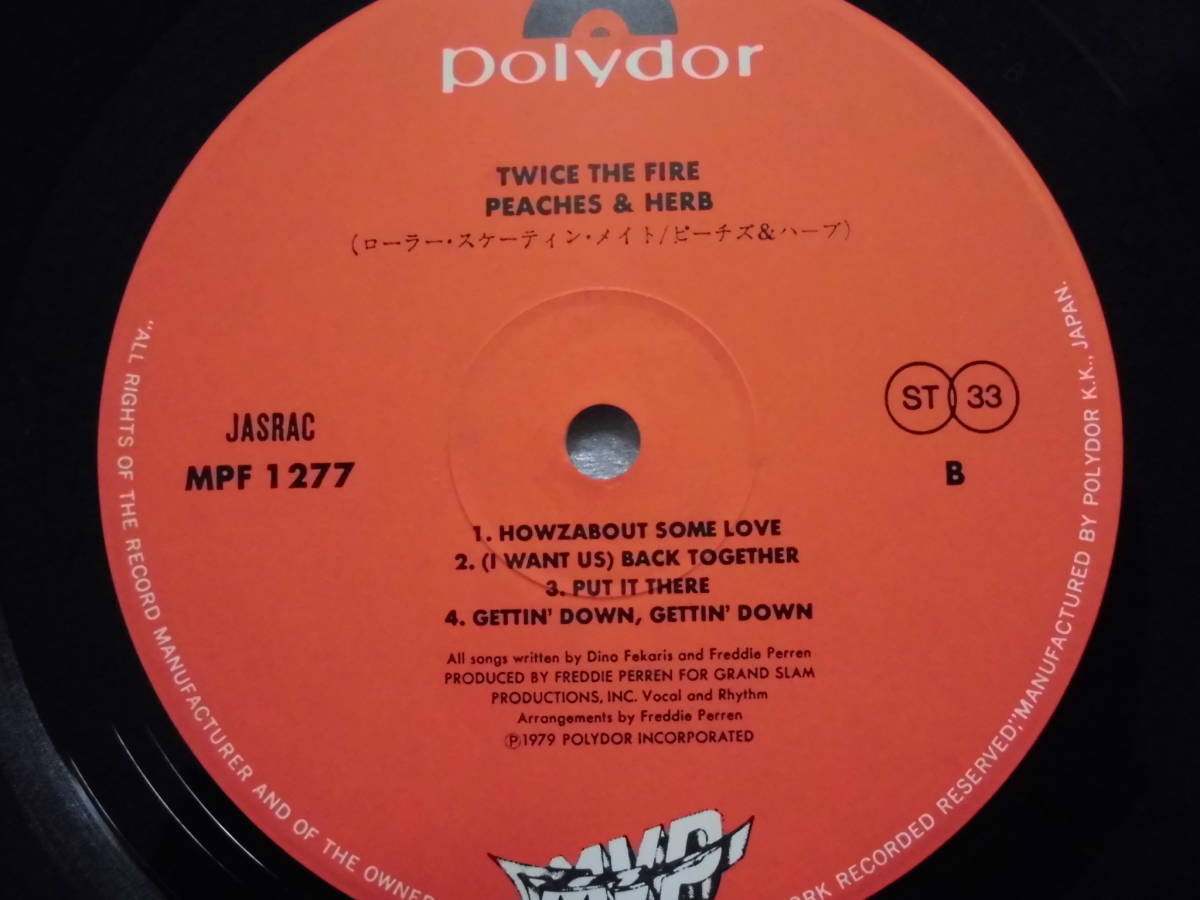 polydor
TWICE THE FIRE
PEACHES & HERB
(ローラー・スケーティン・メイト/ピーチズ&ハーブ)
ST 33
JASRAC
MPF 1277
B
1. HOWZABOUT SOME LOVE
2. (I WANT US) BACK TOGETHER
3. PUT IT THERE
4. GETTIN' DOWN, GETTIN' DOWN
All songs written by Dino Fekaris and Freddie Perren
PRODUCED BY FREDDIE PERREN FOR GRAND SLAM
PRODUCTIONS, INC. Vocal and Rhythm
Arrangements by Freddie Perren
Ⓟ1979 POLYDOR INCORPORATED
"ALL RIGHTS OF THE RECORD MANUFACTURER AND OF THE OWNER
ORK RECORDED RESERVED," MANUFACTURED BY POLYDOR K.K., JAPAN.
MVP